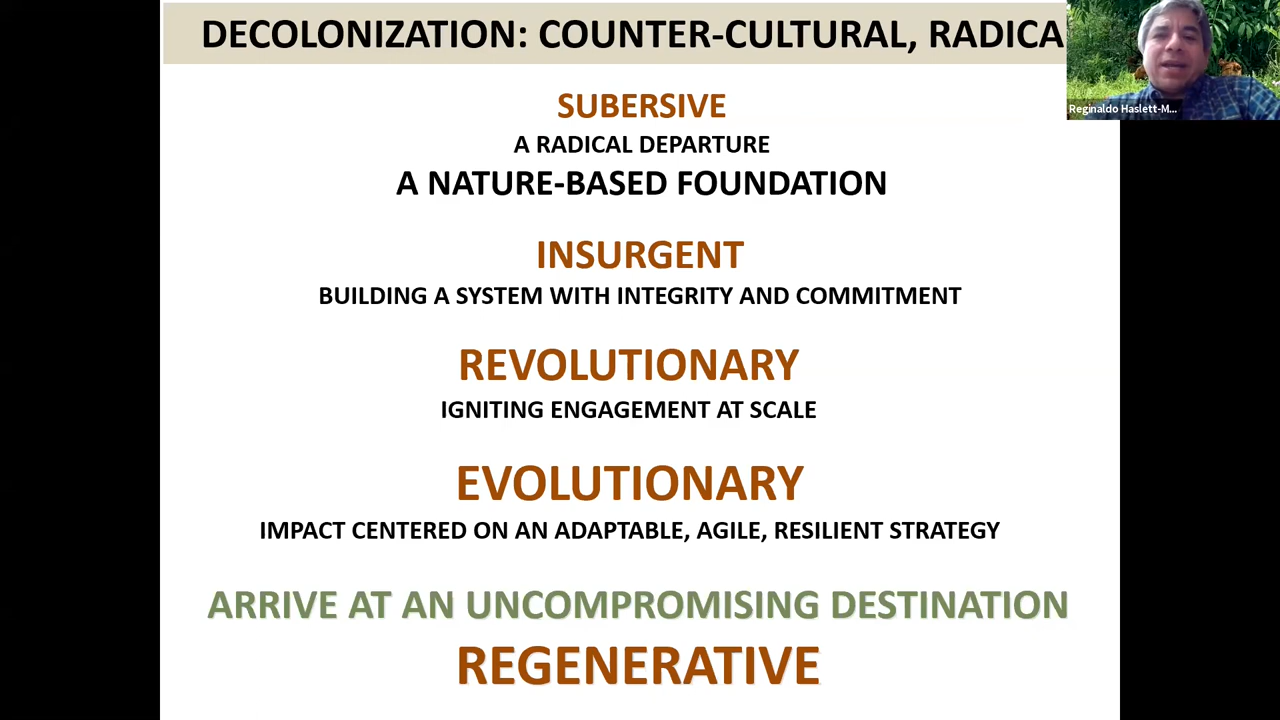 DECOLONIZATION: COUNTER-CULTURAL, RADICA
Reginaldo Haslett-M...
SUBERSIVE
A RADICAL DEPARTURE
A NATURE-BASED FOUNDATION
INSURGENT
BUILDING A SYSTEM WITH INTEGRITY AND COMMITMENT
REVOLUTIONARY
IGNITING ENGAGEMENT AT SCALE
EVOLUTIONARY
IMPACT CENTERED ON AN ADAPTABLE, AGILE, RESILIENT STRATEGY
ARRIVE AT AN UNCOMPROMISING DESTINATION
REGENERATIVE